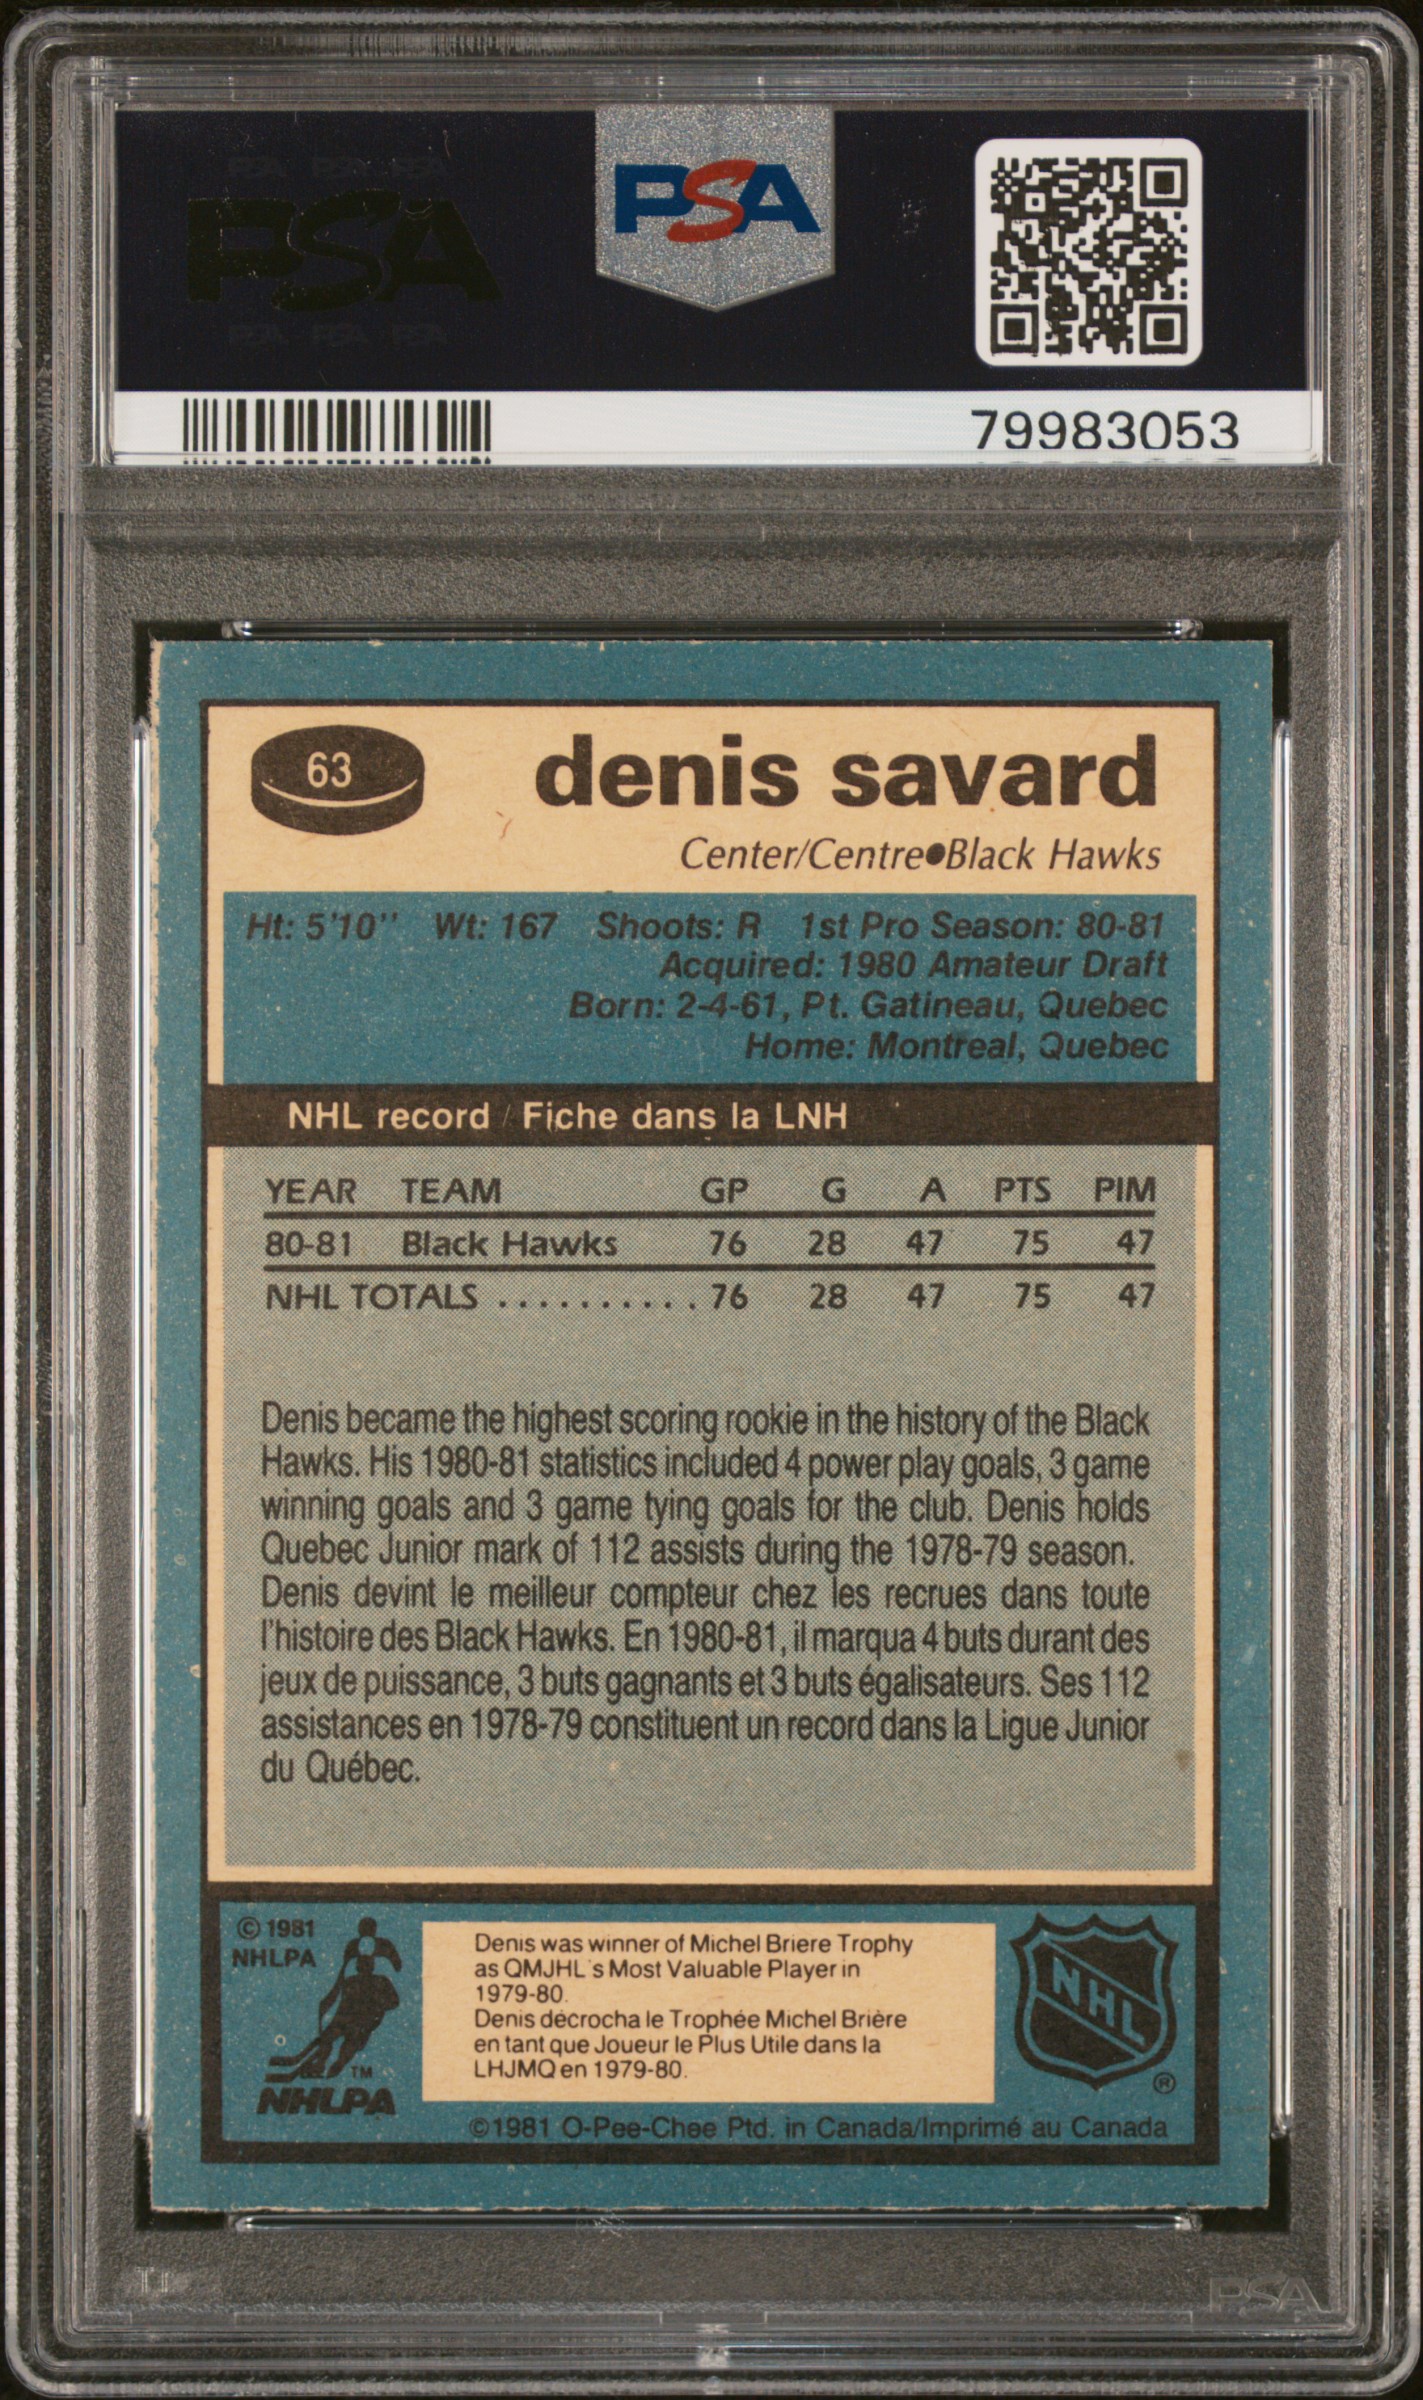 PSA PSA PSA
PSA
PSA PSA PSA
PSA
79983053
63
denis savard
Center/Centre●Black Hawks
Ht: 5'10'' Wt: 167 Shoots: R 1st Pro Season: 80-81
Acquired: 1980 Amateur Draft
Born: 2-4-61, Pt. Gatineau, Quebec
Home: Montreal, Quebec
NHL record / Fiche dans la LNH
YEAR TEAM GP G A PTS PIM
80-81 Black Hawks 76 28 47 75 47
NHL TOTALS .......... 76 28 47 75 47
Denis became the highest scoring rookie in the history of the Black
Hawks. His 1980-81 statistics included 4 power play goals, 3 game
winning goals and 3 game tying goals for the club. Denis holds
Quebec Junior mark of 112 assists during the 1978-79 season.
Denis devint le meilleur compteur chez les recrues dans toute
l'histoire des Black Hawks. En 1980-81, il marqua 4 buts durant des
jeux de puissance, 3 buts gagnants et 3 buts égalisateurs. Ses 112
assistances en 1978-79 constituent un record dans la Ligue Junior
du Québec.
© 1981
NHLPA
TM
NHLPA
Denis was winner of Michel Briere Trophy
as QMJHL's Most Valuable Player in
1979-80.
Denis décrocha le Trophée Michel Brière
en tant que Joueur le Plus Utile dans la
LHJMQ en 1979-80.
NHL
®
©1981 O-Pee-Chee Ptd. in Canada/Imprimé au Canada
PSA